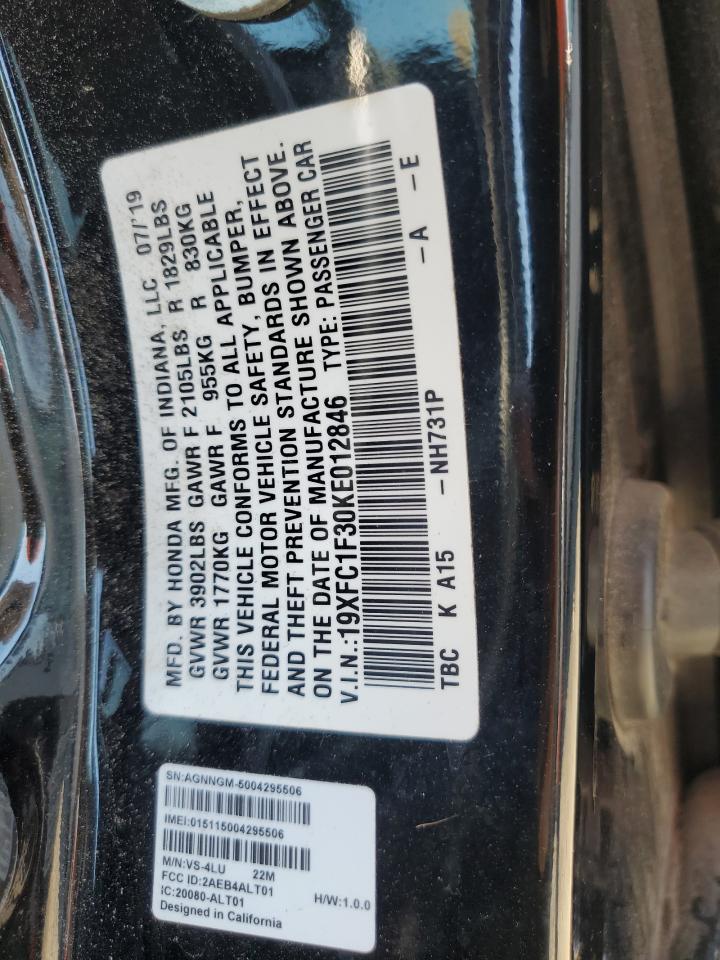 MFD. BY HONDA MFG. OF INDIANA, LLC 07/'19
GVWR 3902LBS GAWR F 2105LBS R 1829LBS
GVWR 1770KG GAWR F 955KG R 830KG
THIS VEHICLE CONFORMS TO ALL APPLICABLE
FEDERAL MOTOR VEHICLE SAFETY, BUMPER,
AND THEFT PREVENTION STANDARDS IN EFFECT
ON THE DATE OF MANUFACTURE SHOWN ABOVE.
V.I.N.:19XFC1F30KE012846 TYPE: PASSENGER CAR
TBC K A15 -NH731P -A -E
SN:AGNNGM-5004295506
IMEI:015115004295506
M/N:VS-4LU 22M
FCC ID:2AEB4ALT01
IC:20080-ALT01 H/W:1.0.0
Designed in California